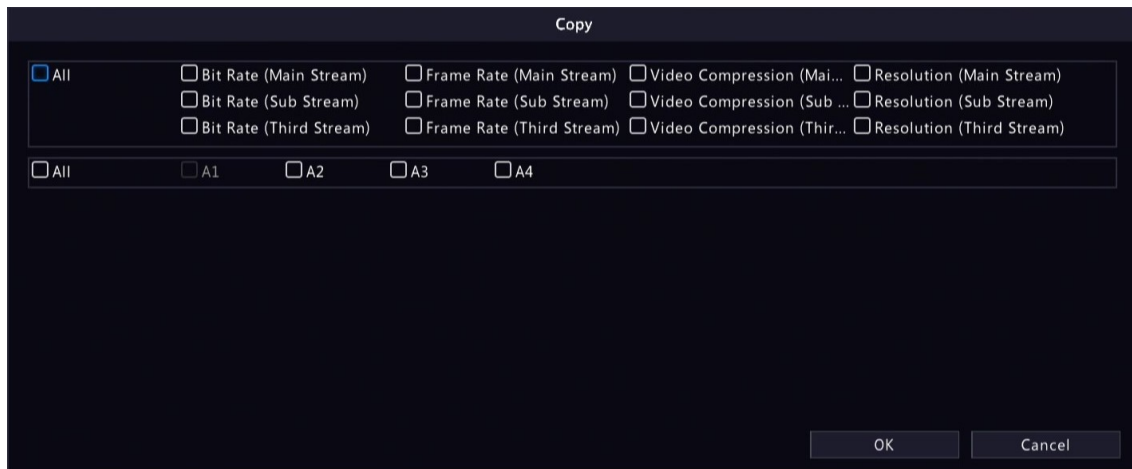 Copy
All Bit Rate (Main Stream) Frame Rate (Main Stream) Video Compression (Mai... Resolution (Main Stream)
Bit Rate (Sub Stream) Frame Rate (Sub Stream) Video Compression (Sub ... Resolution (Sub Stream)
Bit Rate (Third Stream) Frame Rate (Third Stream) Video Compression (Thir... Resolution (Third Stream)
All A1 A2 A3 A4
OK Cancel